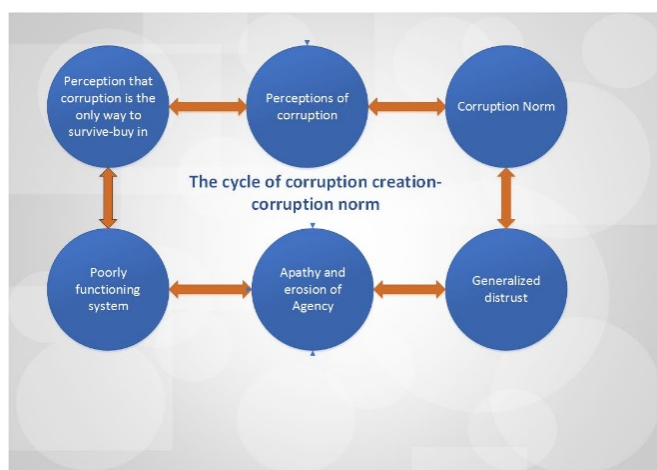 Perception that
corruption is the
only way to
survive-buy in
Perceptions of
corruption
Corruption Norm
The cycle of corruption creation-
corruption norm
Poorly
functioning
system
Apathy and
erosion of
Agency
Generalized
distrust